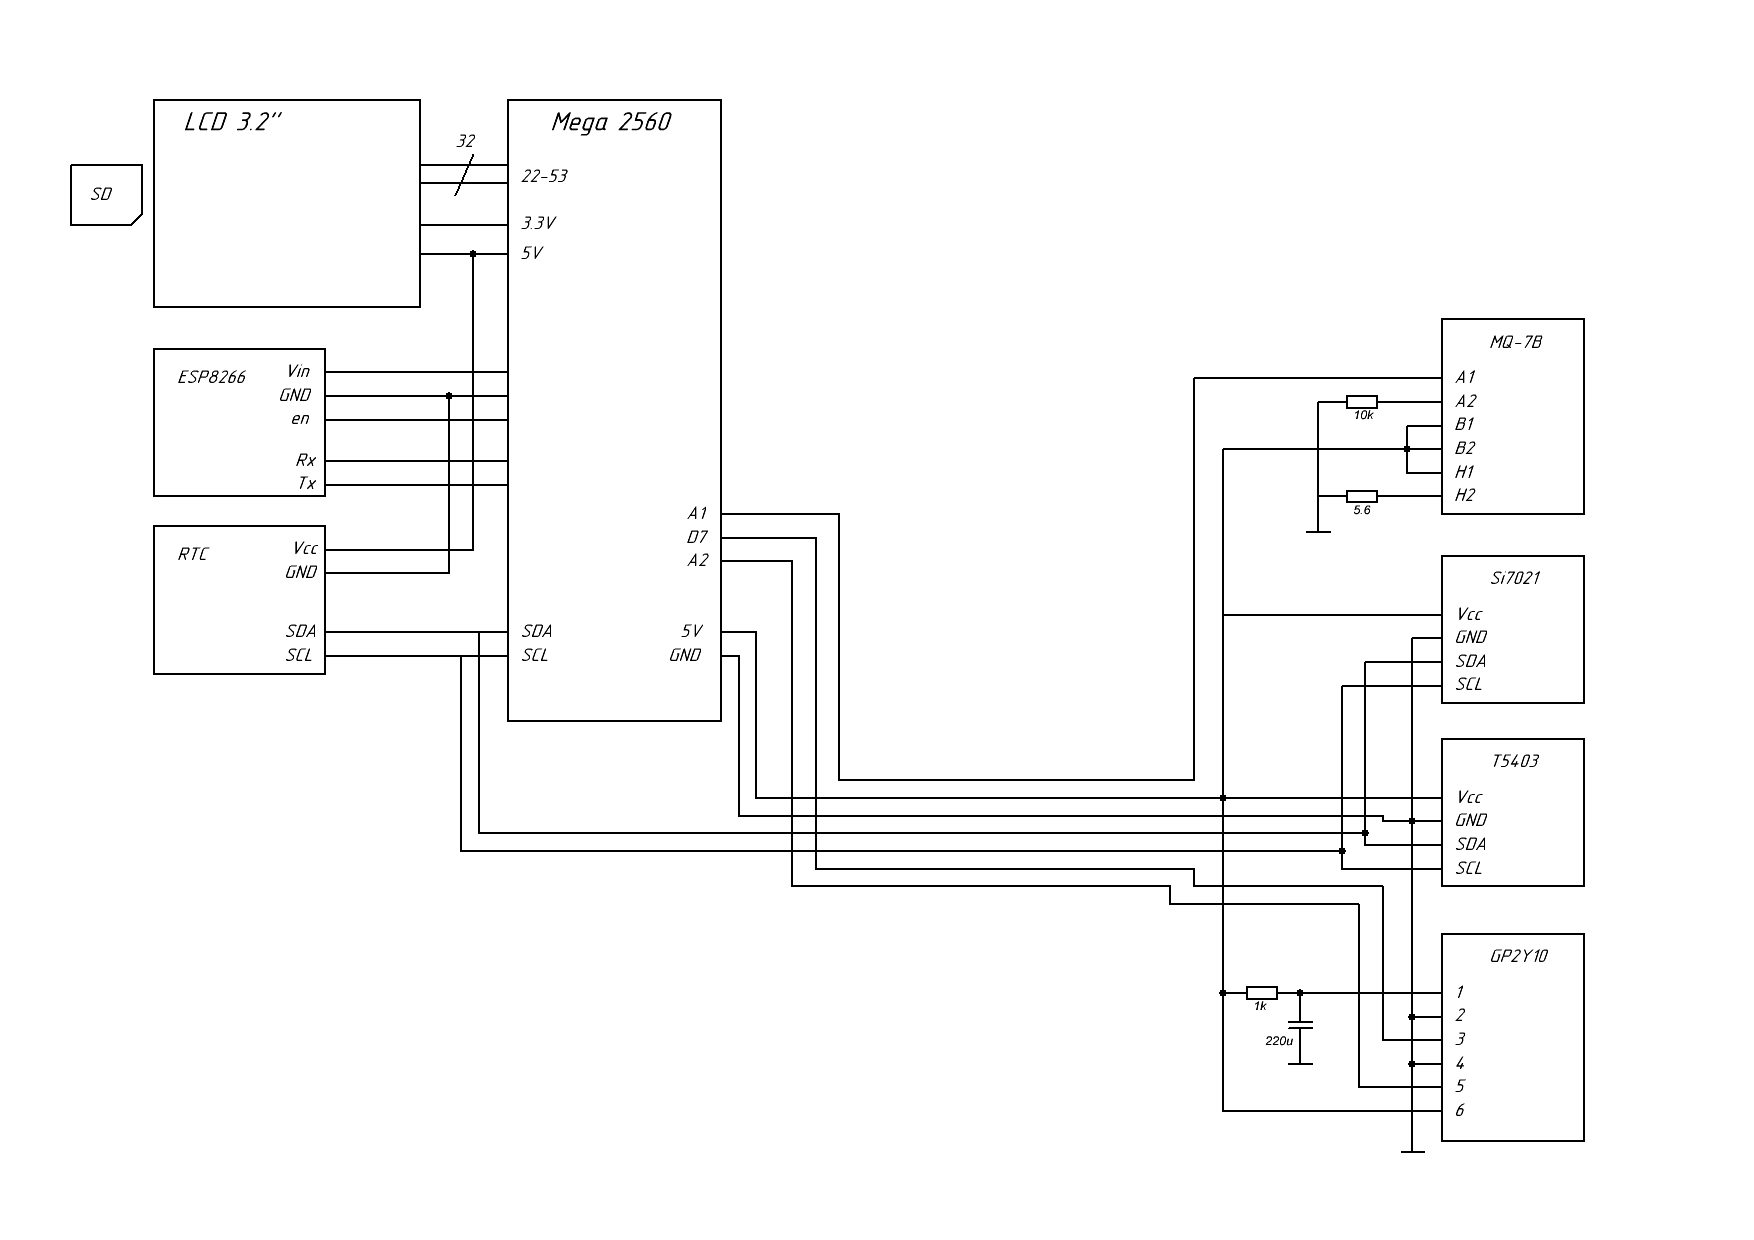 LCD 3.2"
SD
32
Mega 2560
22-53
3.3V
5V
ESP8266
Vin
GND
en
Rx
Tx
RTC
Vcc
GND
SDA
SCL
A1
D7
A2
SDA
SCL
5V
GND
MQ-7B
A1
A2
B1
B2
H1
H2
10k
5.6
Si7021
Vcc
GND
SDA
SCL
T5403
Vcc
GND
SDA
SCL
GP2Y10
1
2
3
4
5
6
1k
220u